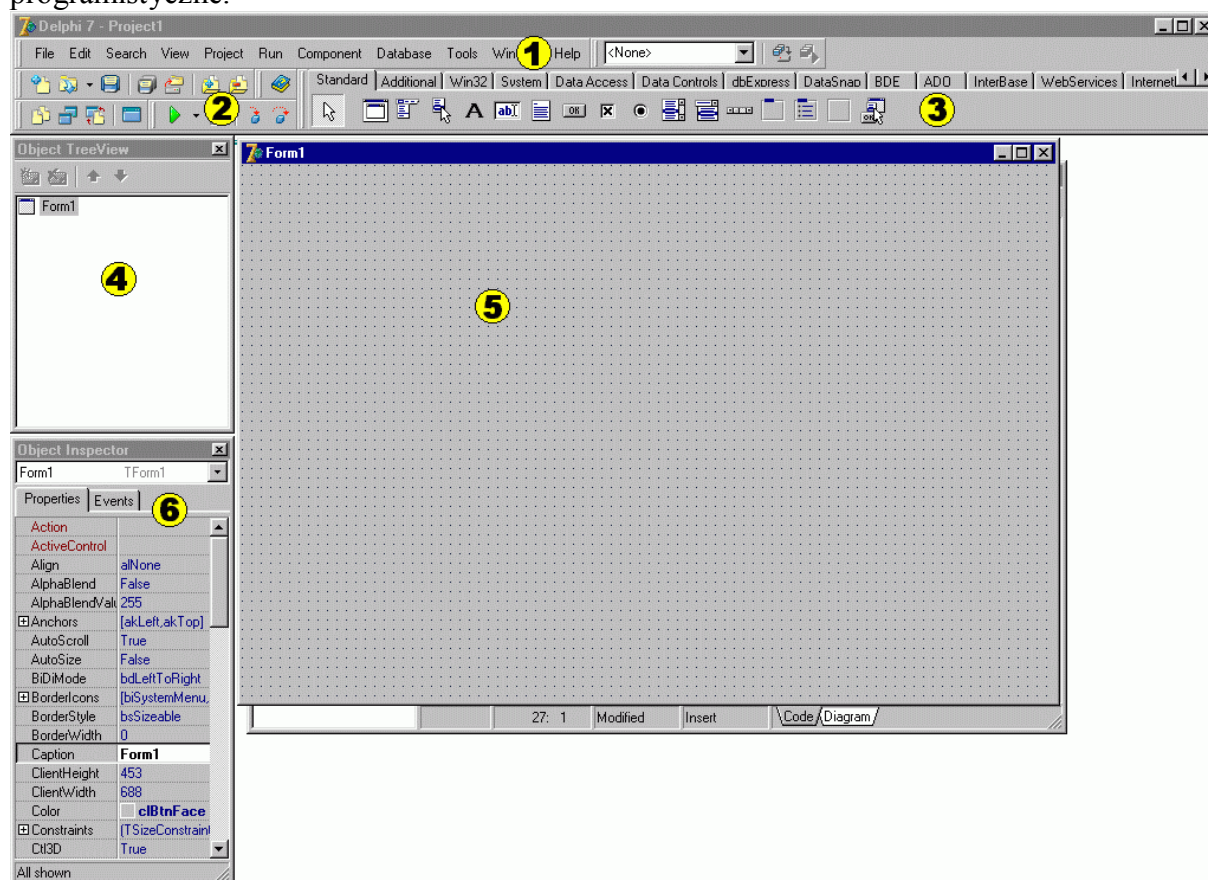 programistyczne.
Delphi 7 - Project1
File Edit Search View Project Run Component Database Tools Help <None>
1
Standard Additional Win32 System Data Access Data Controls dbExpress DataSnap BDE ADO InterBase WebServices
2
3
Object TreeView
Form1
4
Form1
5
Object Inspector
Form1 TForm1
Properties Events
6
Action
ActiveControl
Align alNone
AlphaBlend False
AlphaBlendValu 255
Anchors [akLeft,akTop]
AutoScroll True
AutoSize False
BiDiMode bdLeftToRight
BorderIcons [biSystemMenu,
BorderStyle bsSizeable
BorderWidth 0
Caption Form1
ClientHeight 453
ClientWidth 688
Color clBtnFace
Constraints (TSizeConstraint
Ctl3D True
All shown
27: 1 Modified Insert Code Diagram